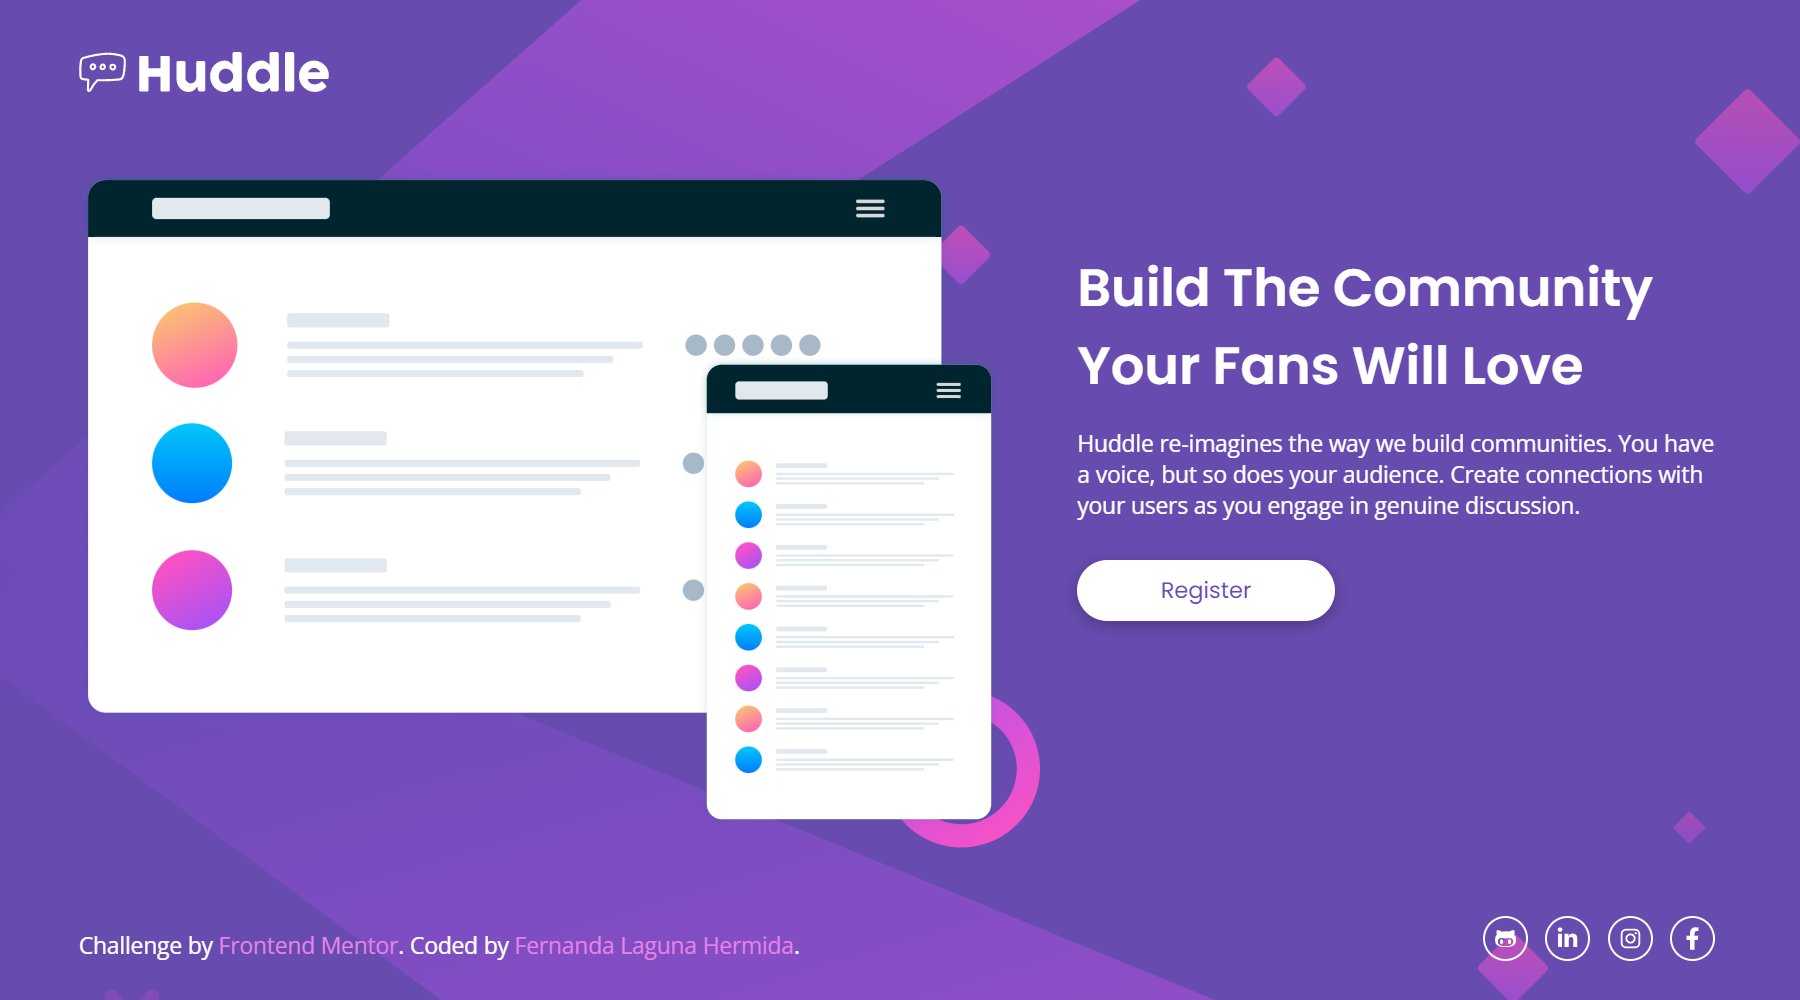 Huddle
Build The Community
Your Fans Will Love
Huddle re-imagines the way we build communities. You have
a voice, but so does your audience. Create connections with
your users as you engage in genuine discussion.
Register
Challenge by Frontend Mentor. Coded by Fernanda Laguna Hermida.